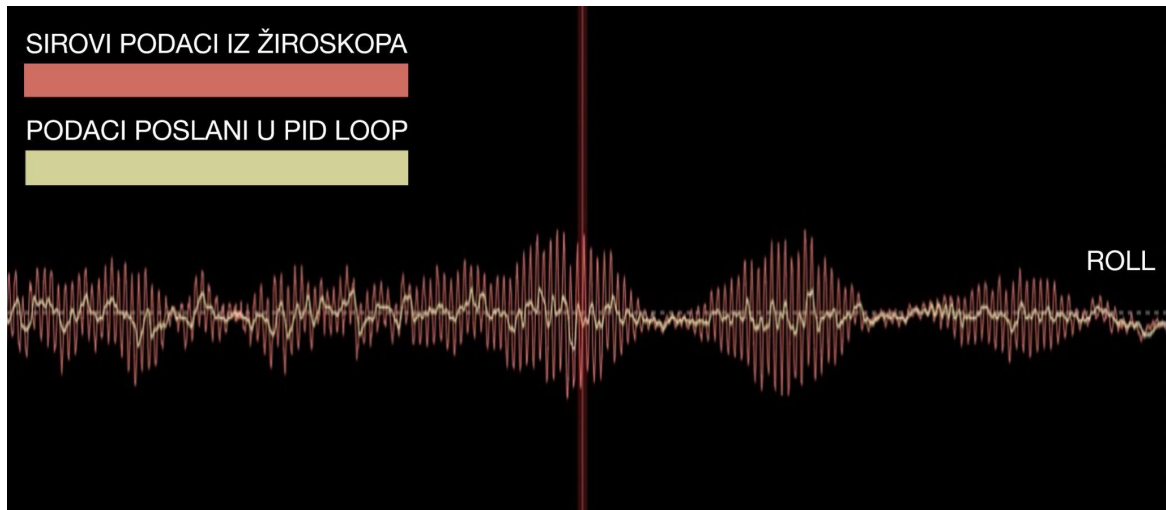 SIROVI PODACI IZ ŽIROSKOPA
PODACI POSLANI U PID LOOP
ROLL